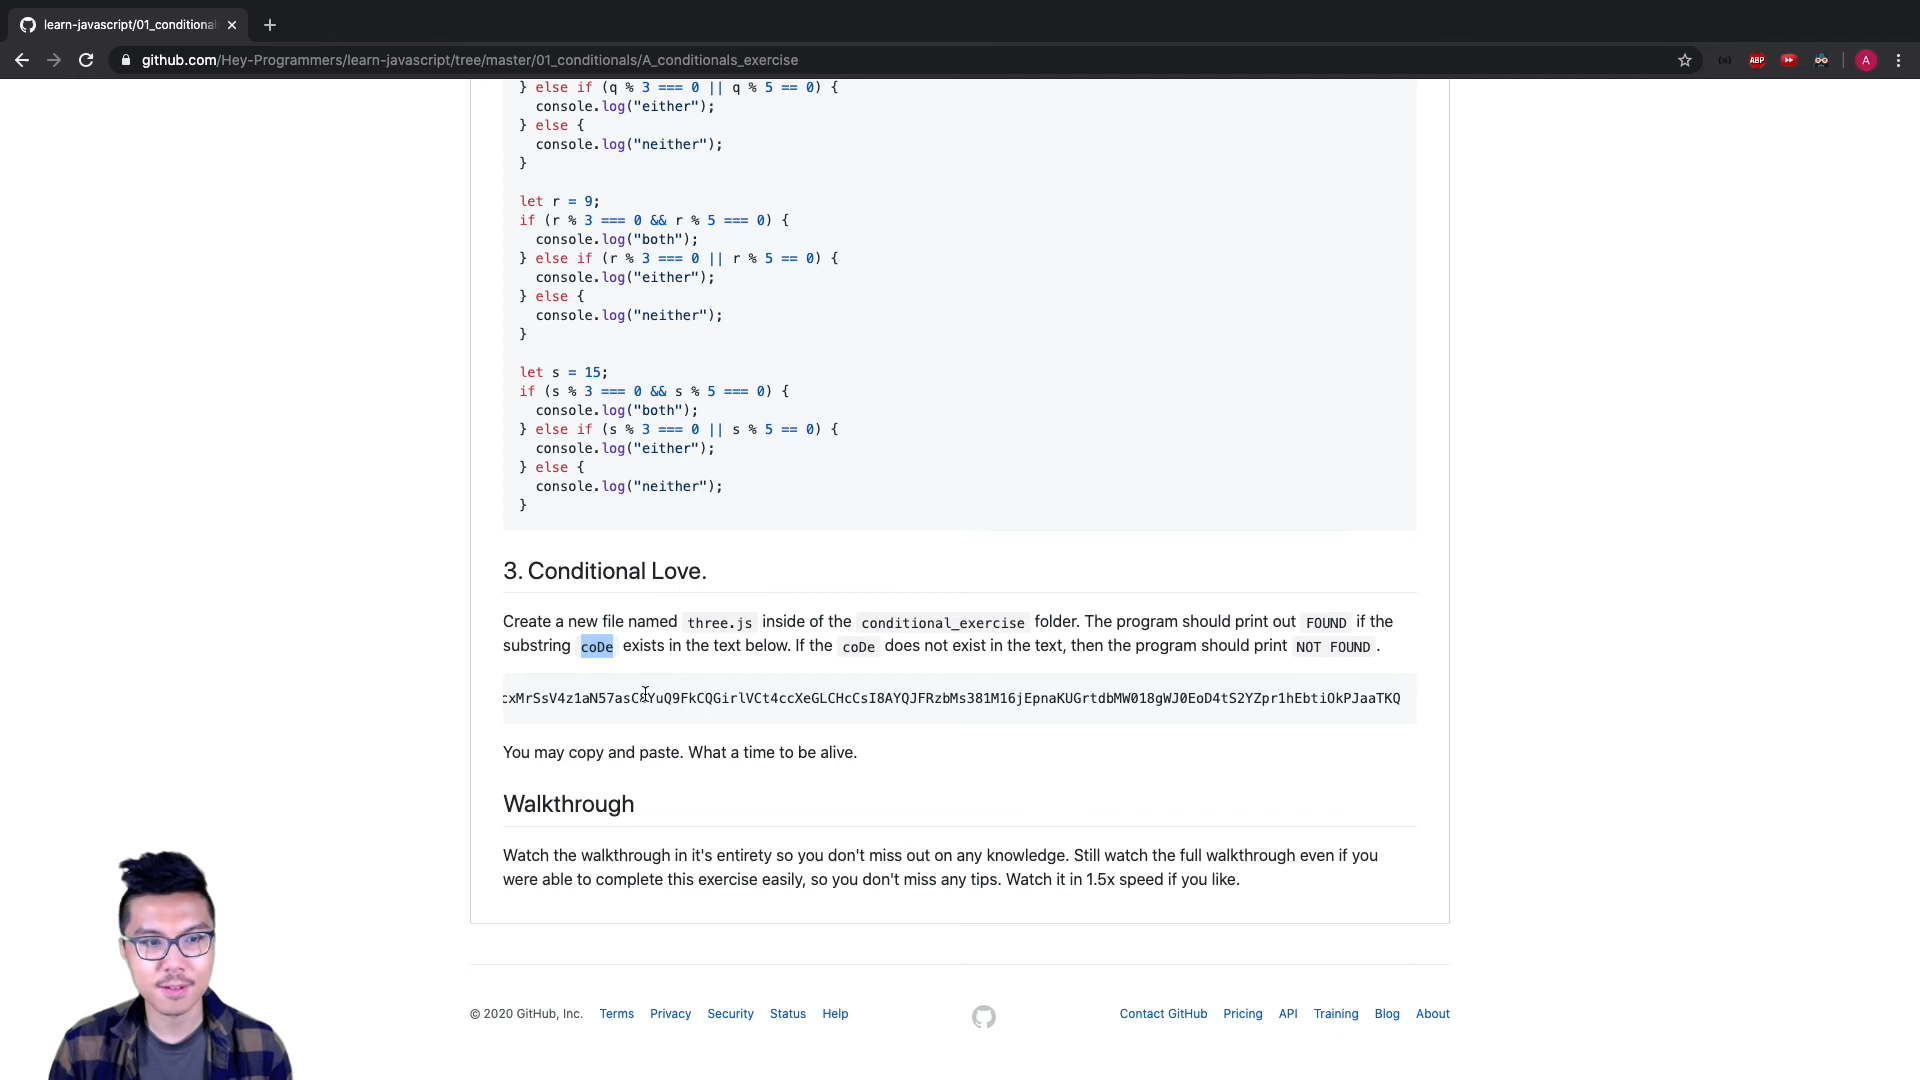 learn-javascript/01_conditional
github.com/Hey-Programmers/learn-javascript/tree/master/01_conditionals/A_conditionals_exercise
ABP
A
} else if (q % 3 === 0 || q % 5 == 0) {
console.log("either");
} else {
console.log("neither");
}
let r = 9;
if (r % 3 === 0 && r % 5 === 0) {
console.log("both");
} else if (r % 3 === 0 || r % 5 == 0) {
console.log("either");
} else {
console.log("neither");
}
let s = 15;
if (s % 3 === 0 && s % 5 === 0) {
console.log("both");
} else if (s % 3 === 0 || s % 5 == 0) {
console.log("either");
} else {
console.log("neither");
}
3. Conditional Love.
Create a new file named three.js inside of the conditional_exercise folder. The program should print out FOUND if the
substring coDe exists in the text below. If the coDe does not exist in the text, then the program should print NOT FOUND .
You may copy and paste. What a time to be alive.
Walkthrough
Watch the walkthrough in it's entirety so you don't miss out on any knowledge. Still watch the full walkthrough even if you
were able to complete this exercise easily, so you don't miss any tips. Watch it in 1.5x speed if you like.
© 2020 GitHub, Inc. Terms Privacy Security Status Help
Contact GitHub Pricing API Training Blog About